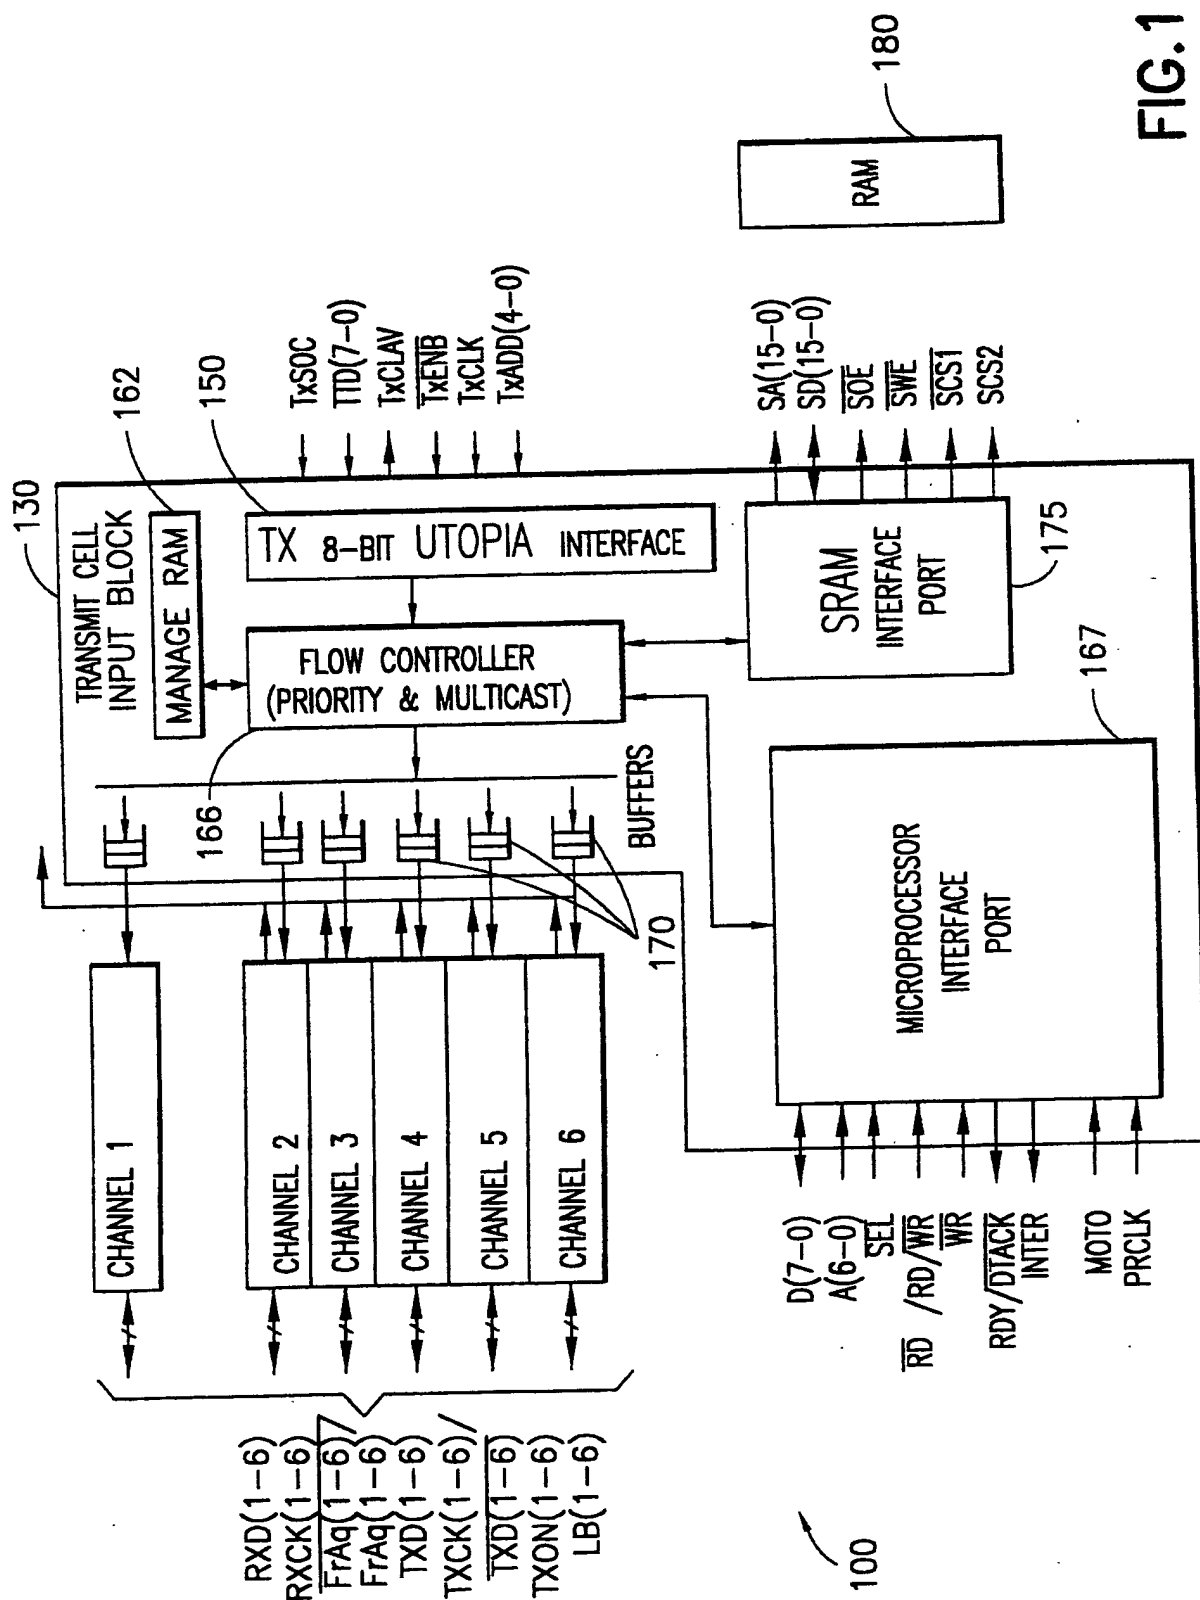 RXD(1-6)
RXCK(1-6)
FrAq(1-6)/
FrAq(1-6)
TXD(1-6)
TXCK(1-6)/
TXD(1-6)
TXON(1-6)
LB(1-6)
100
CHANNEL 1
CHANNEL 2
CHANNEL 3
CHANNEL 4
CHANNEL 5
CHANNEL 6
170
BUFFERS
166
TRANSMIT CELL
INPUT BLOCK
130
MANAGE RAM
162
FLOW CONTROLLER
(PRIORITY & MULTICAST)
TX 8-BIT UTOPIA INTERFACE
150
TxSOC
TTD(7-0)
TxCLAV
TxENB
TxCLK
TxADD(4-0)
D(7-0)
A(6-0)
SEL
RD /RD/WR
WR
RDY/DTACK
INTER
MOTO
PRCLK
MICROPROCESSOR
INTERFACE
PORT
167
SRAM
INTERFACE
PORT
175
SA(15-0)
SD(15-0)
SOE
SWE
SCS1
SCS2
RAM
180
FIG.1